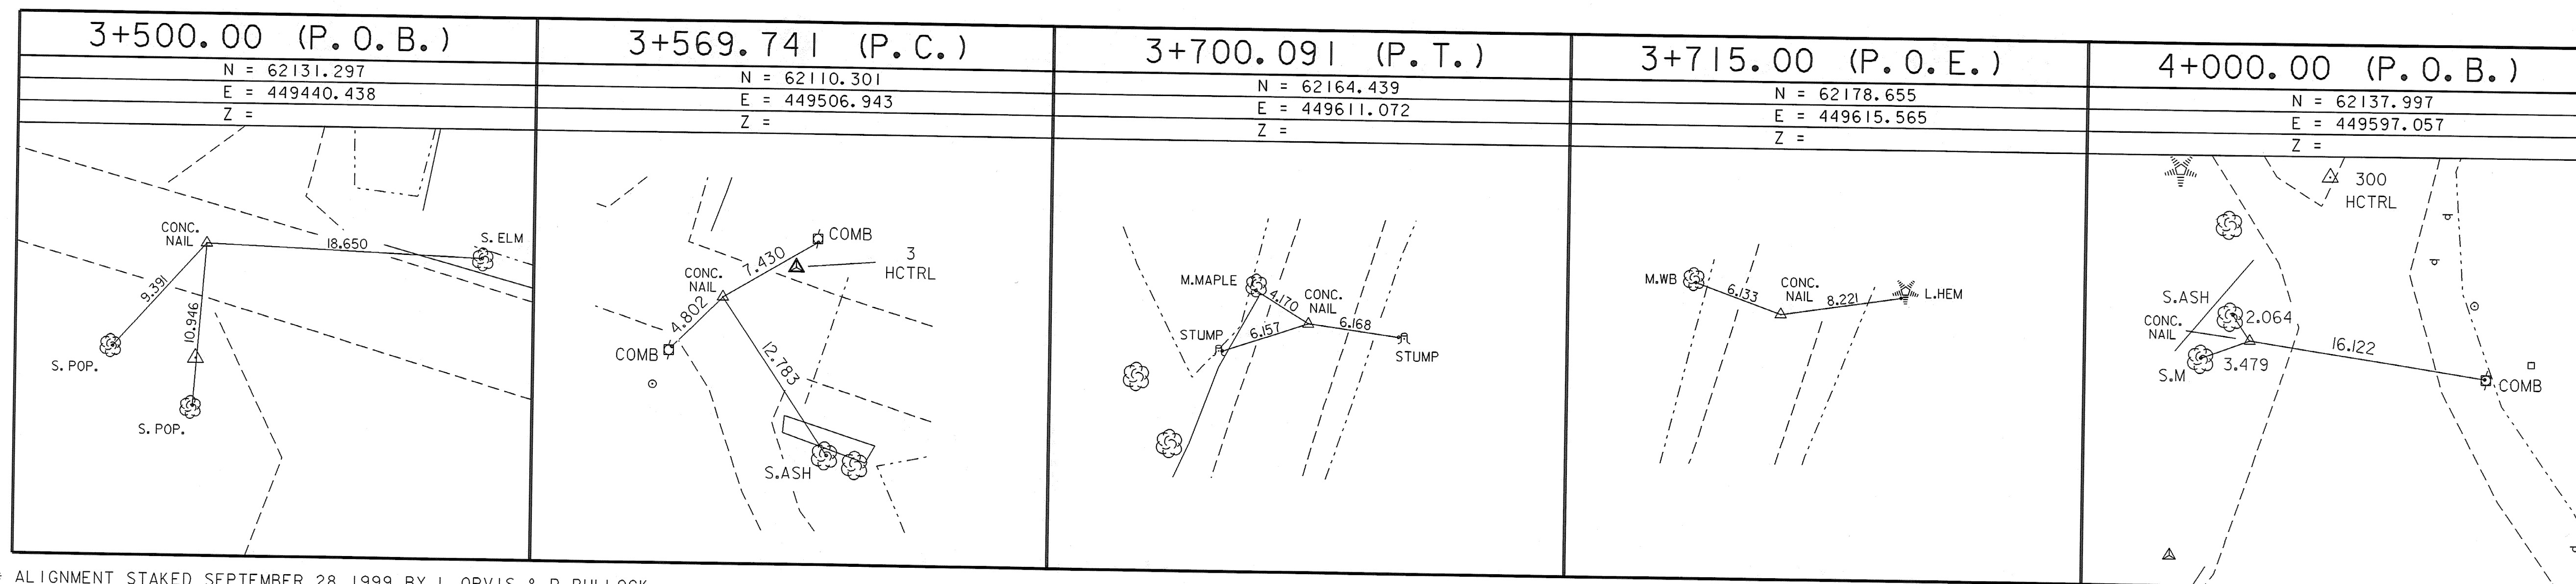 3+500.00 (P.O.B.)
N = 62131.297
E = 449440.438
Z =
CONC.
NAIL
18.650
S. ELM
9.391
10.946
S. POP.
S. POP.
3+569.741 (P.C.)
N = 62110.301
E = 449506.943
Z =
COMB
7.430
3
HCTRL
CONC.
NAIL
4.802
COMB
12.783
S.ASH
3+700.091 (P.T.)
N = 62164.439
E = 449611.072
Z =
M.MAPLE
4.170
CONC.
NAIL
STUMP
6.157
6.168
STUMP
3+715.00 (P.O.E.)
N = 62178.655
E = 449615.565
Z =
M.WB
6.133
CONC.
NAIL
8.221
L.HEM
4+000.00 (P.O.B.)
N = 62137.997
E = 449597.057
Z =
300
HCTRL
S.ASH
CONC.
NAIL
2.064
16.122
S.M
3.479
COMB
ALIGNMENT STAKED SEPTEMBER 28, 1999 BY L. ORVIS &